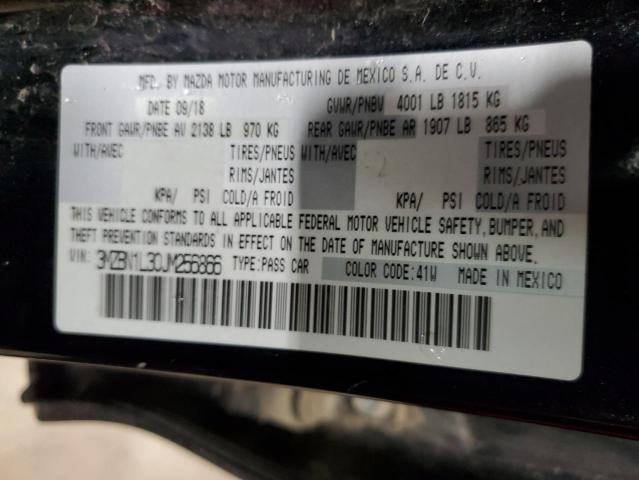 MFD. BY MAZDA MOTOR MANUFACTURING DE MEXICO S.A. DE C.V.
DATE 09/18 GVWR/PNBV 4001 LB 1815 KG
FRONT GAWR/PNBE AV 2138 LB 970 KG REAR GAWR/PNBE AR 1907 LB 865 KG
WITH/AVEC TIRES/PNEUS WITH/AVEC TIRES/PNEUS
RIMS/JANTES RIMS/JANTES
KPA/ PSI COLD/A FROID KPA/ PSI COLD/A FROID
THIS VEHICLE CONFORMS TO ALL APPLICABLE FEDERAL MOTOR VEHICLE SAFETY, BUMPER, AND
THEFT PREVENTION STANDARDS IN EFFECT ON THE DATE OF MANUFACTURE SHOWN ABOVE.
VIN: 3MZBN1L30JM256866 TYPE:PASS CAR COLOR CODE:41W MADE IN MEXICO